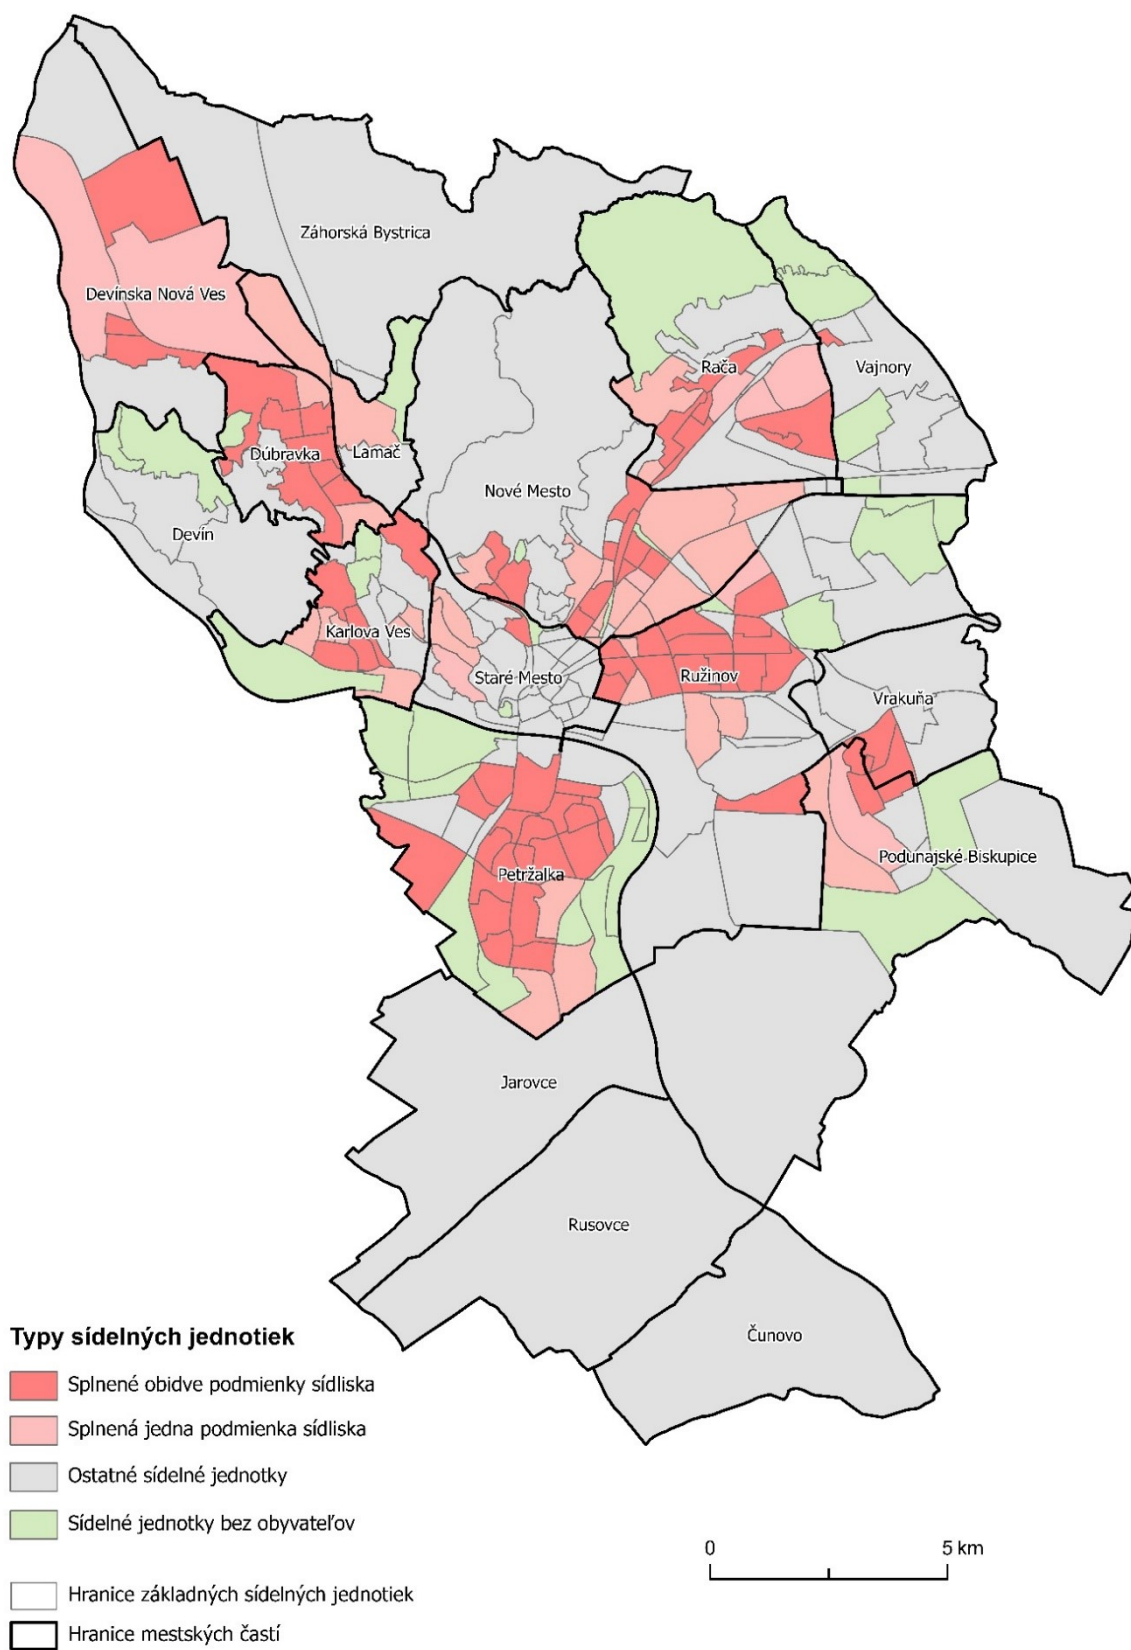 Záhorská Bystrica
Devínska Nová Ves
Rača
Vajnory
Dúbravka
Lamač
Nové Mesto
Devín
Karlova Ves
Staré Mesto
Ružinov
Vrakuňa
Podunajské Biskupice
Petržalka
Jarovce
Rusovce
Čunovo
Typy sídelných jednotiek
Splnené obidve podmienky sídliska
Splnená jedna podmienka sídliska
Ostatné sídelné jednotky
Sídelné jednotky bez obyvateľov
Hranice základných sídelných jednotiek
Hranice mestských častí
0 5 km